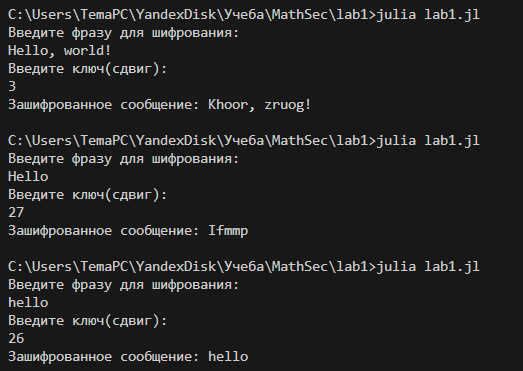 C:\Users\TemaPC\YandexDisk\Учеба\MathSec\lab1>julia lab1.jl
Введите фразу для шифрования:
Hello, world!
Введите ключ(сдвиг):
3
Зашифрованное сообщение: Khoor, zruog!
C:\Users\TemaPC\YandexDisk\Учеба\MathSec\lab1>julia lab1.jl
Введите фразу для шифрования:
Hello
Введите ключ(сдвиг):
27
Зашифрованное сообщение: Ifmmp
C:\Users\TemaPC\YandexDisk\Учеба\MathSec\lab1>julia lab1.jl
Введите фразу для шифрования:
hello
Введите ключ(сдвиг):
26
Зашифрованное сообщение: hello